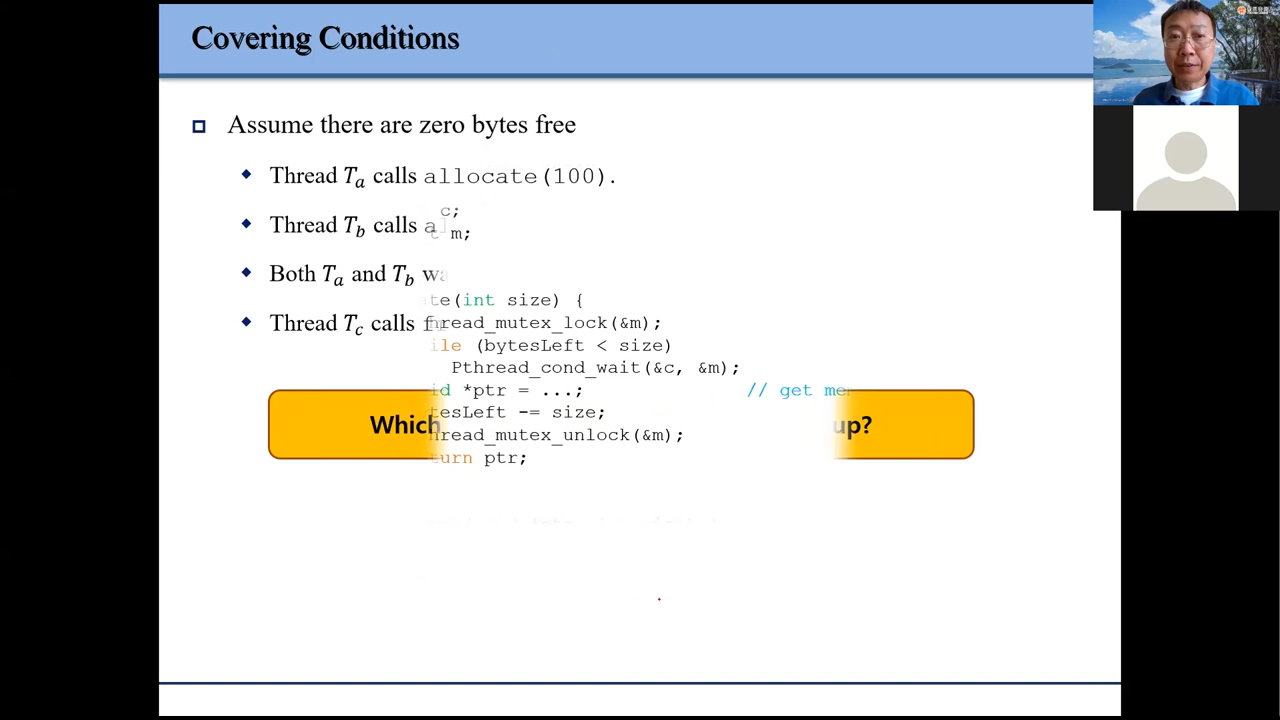 Covering Conditions
Assume there are zero bytes free
Thread Ta calls allocate(100).
c;
Thread Tb calls a
m;
Both Ta and Tb wa
te(int size) {
Thread Tc calls f
hread_mutex_lock(&m);
ile (bytesLeft < size)
Pthread_cond_wait(&c, &m);
id *ptr = ...; // get me
tesLeft -= size;
Which up?
hread_mutex_unlock(&m);
turn ptr;